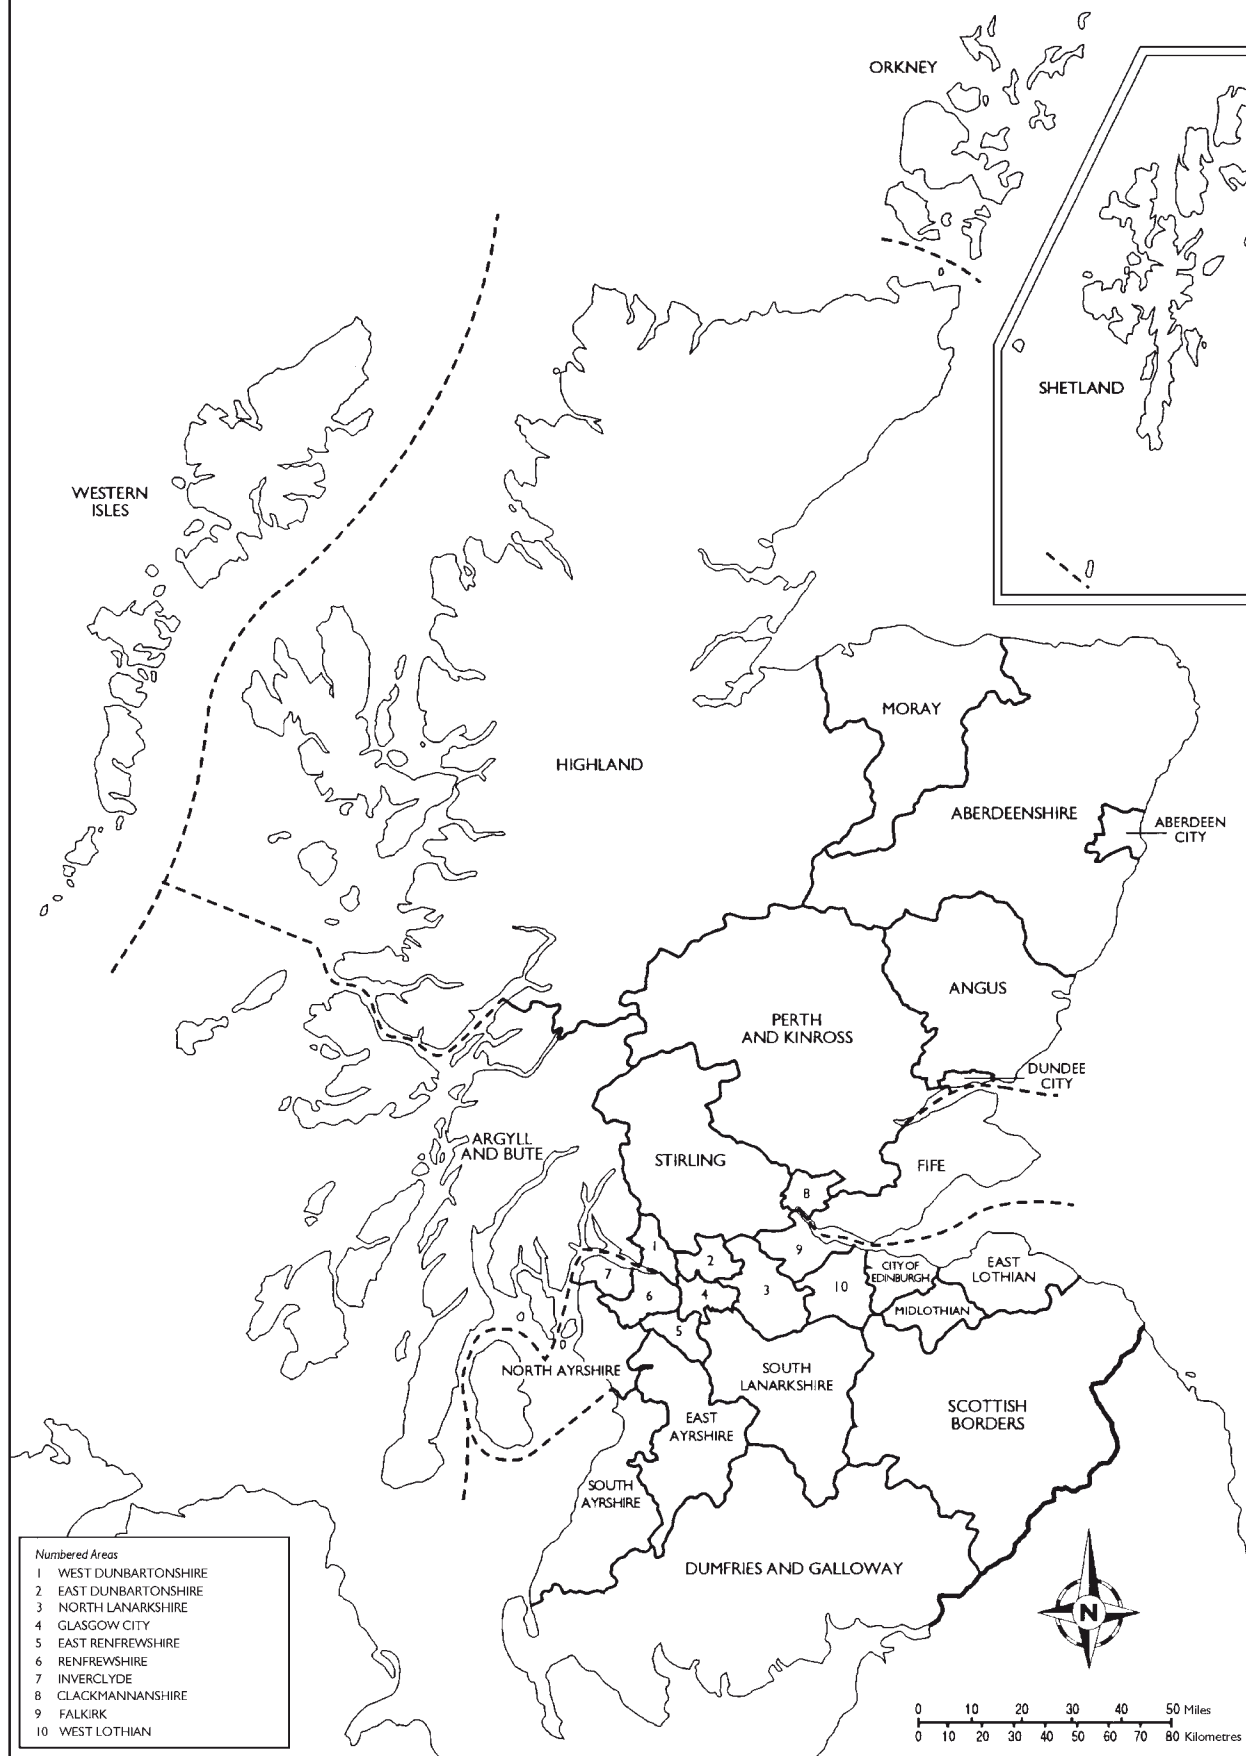 ORKNEY
SHETLAND
WESTERN
ISLES
HIGHLAND
MORAY
ABERDEENSHIRE
ABERDEEN
CITY
ANGUS
PERTH
AND KINROSS
DUNDEE
CITY
ARGYLL
AND BUTE
STIRLING
FIFE
8
1
2
9
7
6
4
3
10
5
CITY OF
EDINBURGH
EAST
LOTHIAN
MIDLOTHIAN
NORTH AYRSHIRE
SOUTH
LANARKSHIRE
EAST
AYRSHIRE
SCOTTISH
BORDERS
SOUTH
AYRSHIRE
DUMFRIES AND GALLOWAY
Numbered Areas
1 WEST DUNBARTONSHIRE
2 EAST DUNBARTONSHIRE
3 NORTH LANARKSHIRE
4 GLASGOW CITY
5 EAST RENFREWSHIRE
6 RENFREWSHIRE
7 INVERCLYDE
8 CLACKMANNANSHIRE
9 FALKIRK
10 WEST LOTHIAN
N
0 10 20 30 40 50 Miles
0 10 20 30 40 50 60 70 80 Kilometres